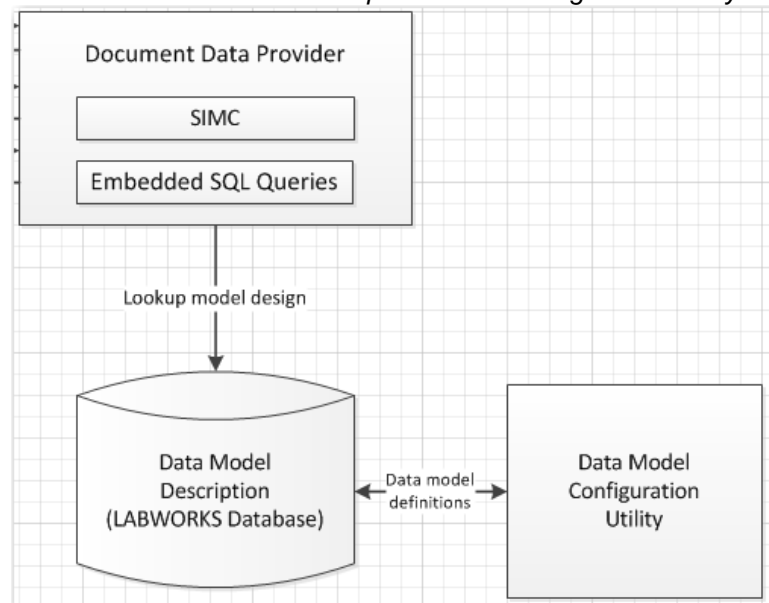 Document Data Provider
SIMC
Embedded SQL Queries
Lookup model design
Data Model
Description
(LABWORKS Database)
Data model
definitions
Data Model
Configuration
Utility